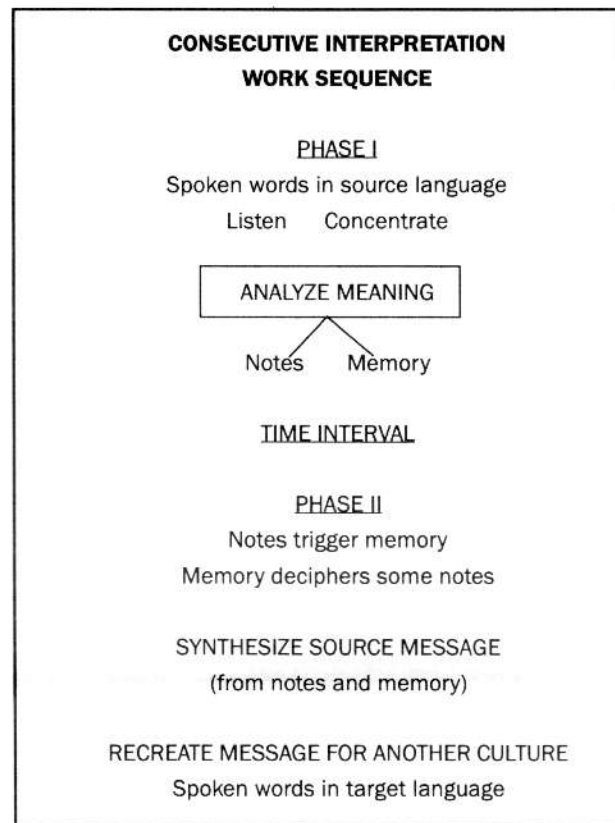 CONSECUTIVE INTERPRETATION
WORK SEQUENCE
PHASE I
Spoken words in source language
Listen Concentrate
ANALYZE MEANING
Notes Memory
TIME INTERVAL
PHASE II
Notes trigger memory
Memory deciphers some notes
SYNTHESIZE SOURCE MESSAGE
(from notes and memory)
RECREATE MESSAGE FOR ANOTHER CULTURE
Spoken words in target language